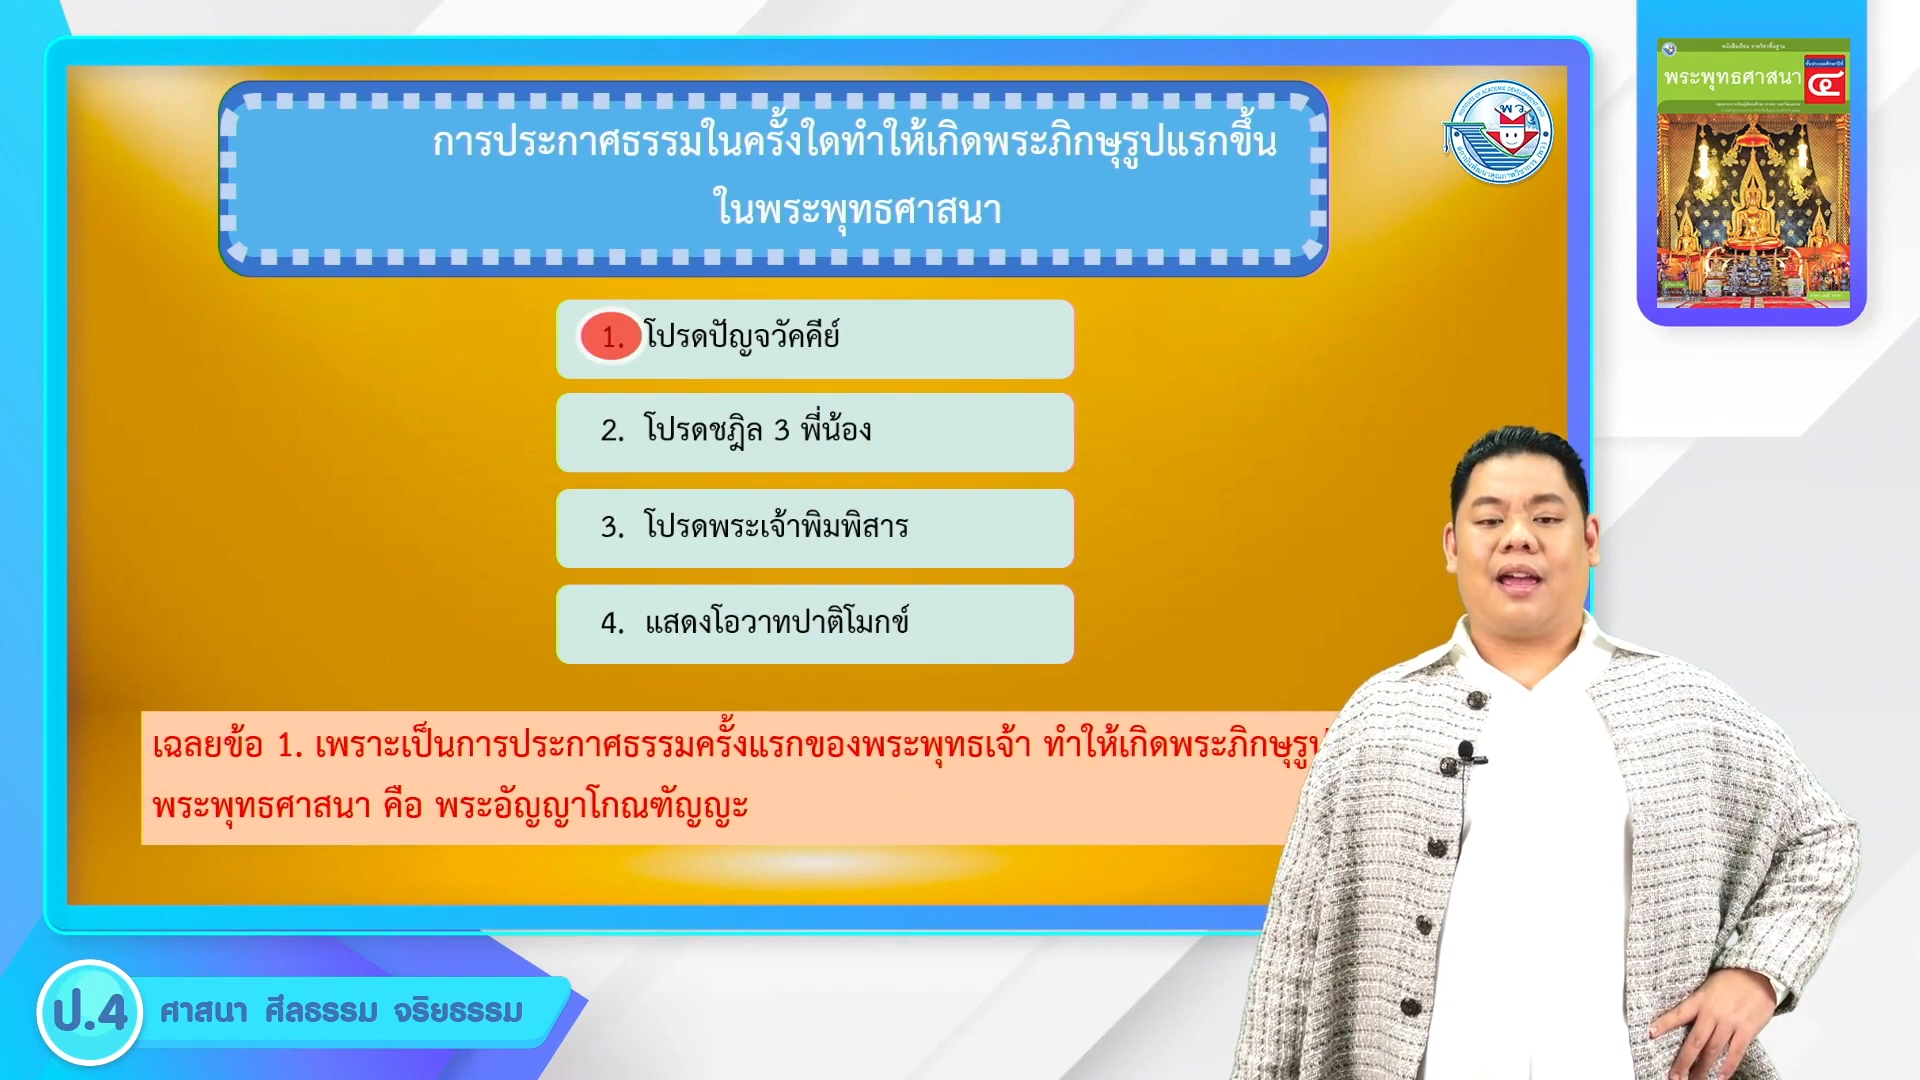 การประกาศธรรมในครั้งใดทำให้เกิดพระภิกษุรูปแรกขึ้น
ในพระพุทธศาสนา
1. โปรดปัญจวัคคีย์
2. โปรดชฎิล 3 พี่น้อง
3. โปรดพระเจ้าพิมพิสาร
4. แสดงโอวาทปาติโมกข์
เฉลยข้อ 1. เพราะเป็นการประกาศธรรมครั้งแรกของพระพุทธเจ้า ทำให้เกิดพระภิกษุรูป
พระพุทธศาสนา คือ พระอัญญาโกณฑัญญะ
พว
พระพุทธศาสนา
๔
ป.4
ศาสนา ศีลธรรม จริยธรรม